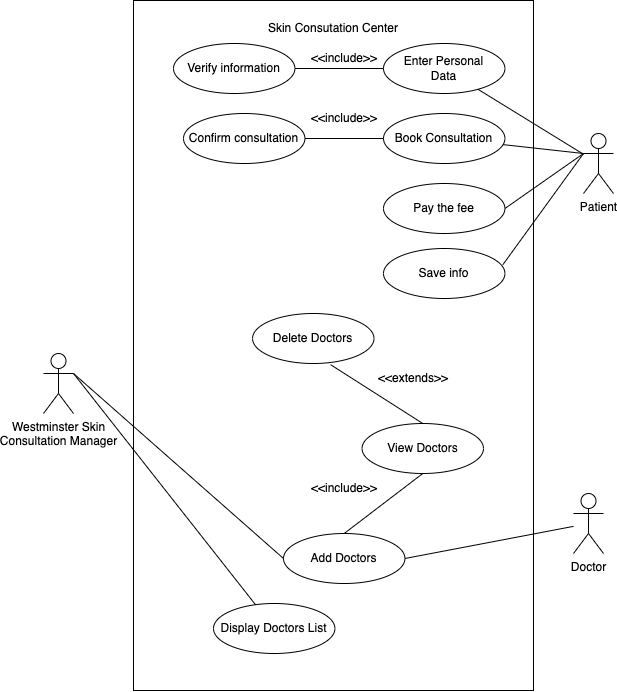 Skin Consutation Center
<<include>>
Verify information
Enter Personal
Data
<<include>>
Confirm consultation
Book Consultation
Pay the fee
Patient
Save info
Delete Doctors
<<extends>>
Westminster Skin
Consultation Manager
View Doctors
<<include>>
Add Doctors
Doctor
Display Doctors List